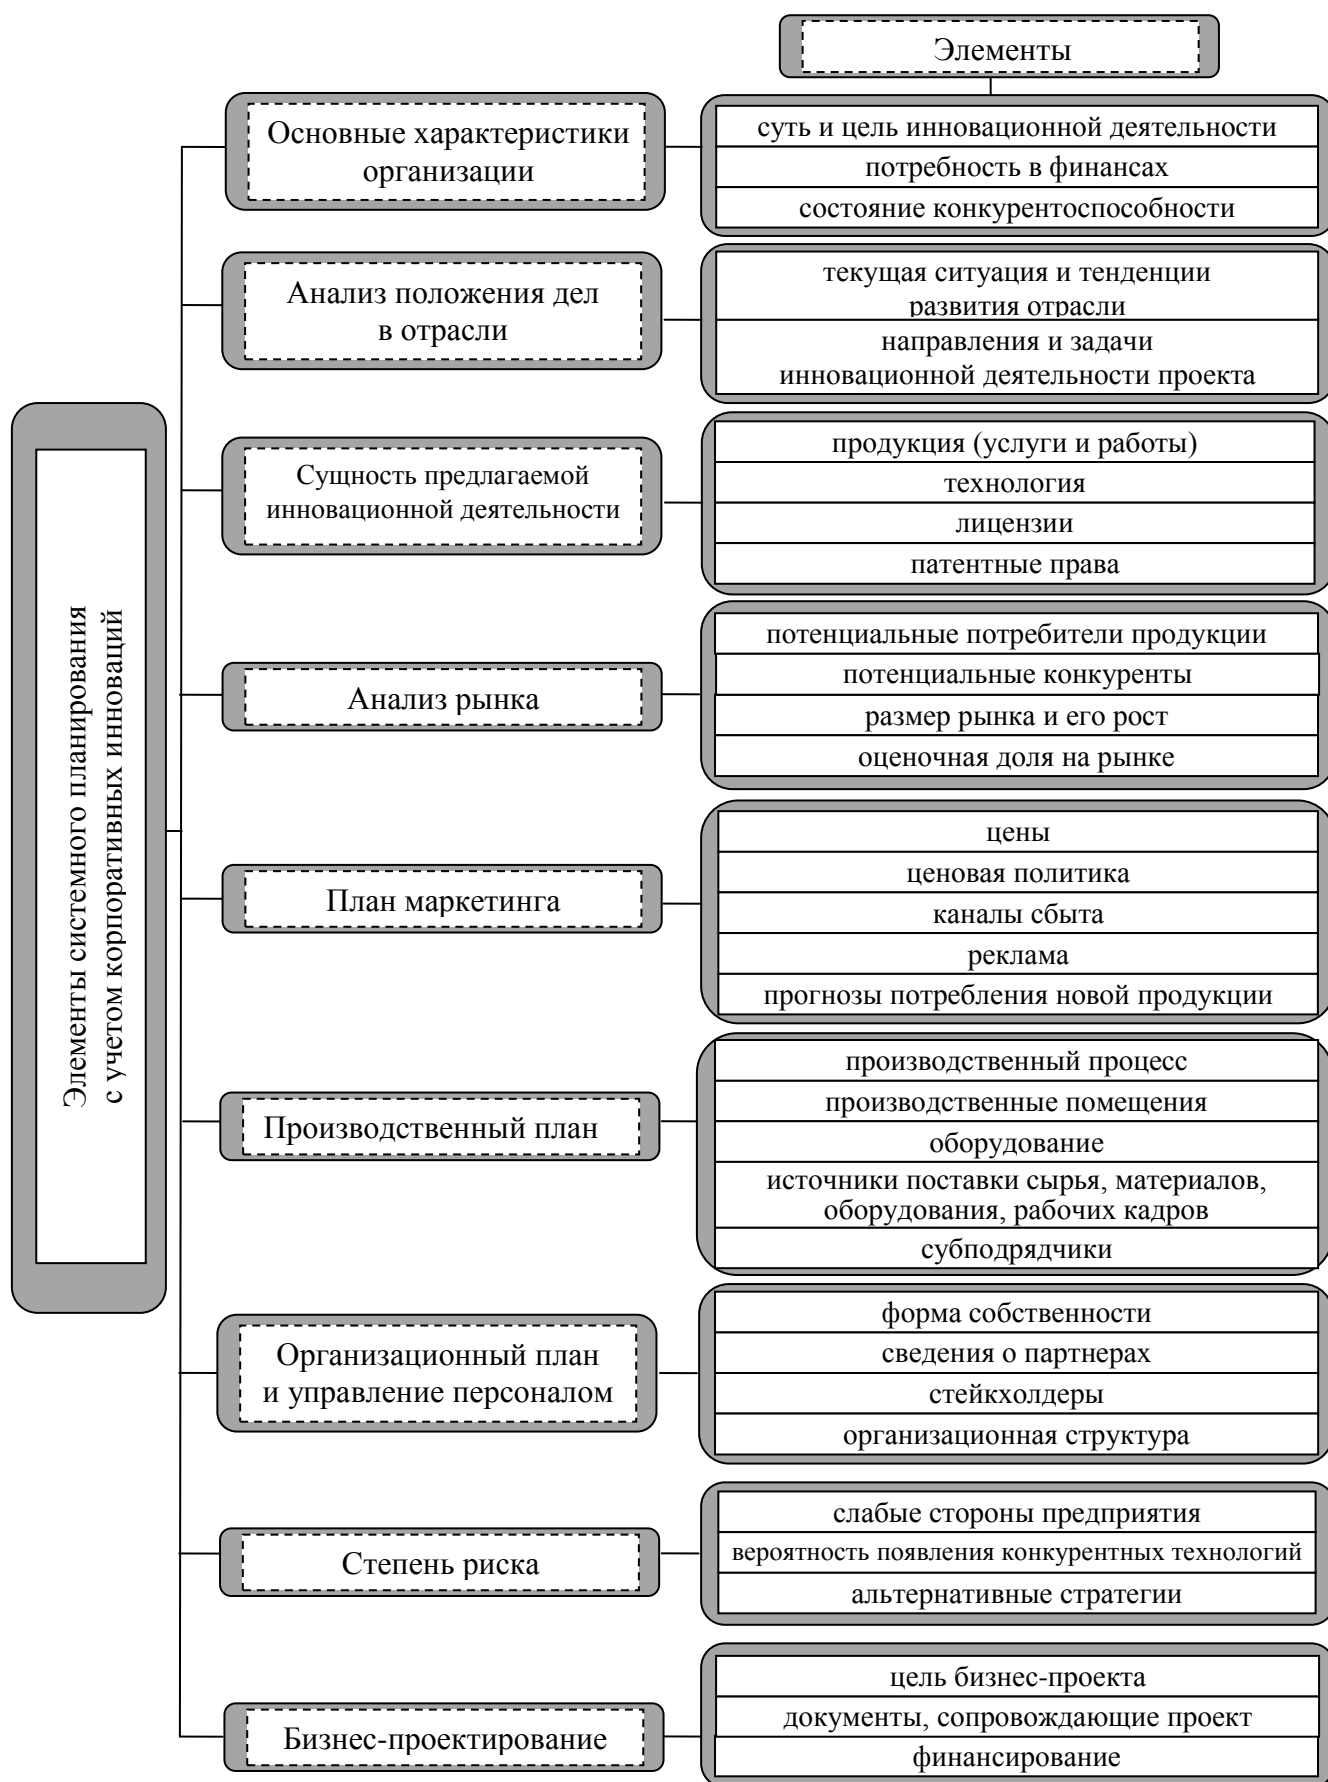 Элементы
Элементы системного планирования
с учетом корпоративных инноваций
Основные характеристики
организации
суть и цель инновационной деятельности
потребность в финансах
состояние конкурентоспособности
Анализ положения дел
в отрасли
текущая ситуация и тенденции
развития отрасли
направления и задачи
инновационной деятельности проекта
Сущность предлагаемой
инновационной деятельности
продукция (услуги и работы)
технология
лицензии
патентные права
Анализ рынка
потенциальные потребители продукции
потенциальные конкуренты
размер рынка и его рост
оценочная доля на рынке
План маркетинга
цены
ценовая политика
каналы сбыта
реклама
прогнозы потребления новой продукции
Производственный план
производственный процесс
производственные помещения
оборудование
источники поставки сырья, материалов,
оборудования, рабочих кадров
субподрядчики
Организационный план
и управление персоналом
форма собственности
сведения о партнерах
стейкхолдеры
организационная структура
Степень риска
слабые стороны предприятия
вероятность появления конкурентных технологий
альтернативные стратегии
Бизнес-проектирование
цель бизнес-проекта
документы, сопровождающие проект
финансирование